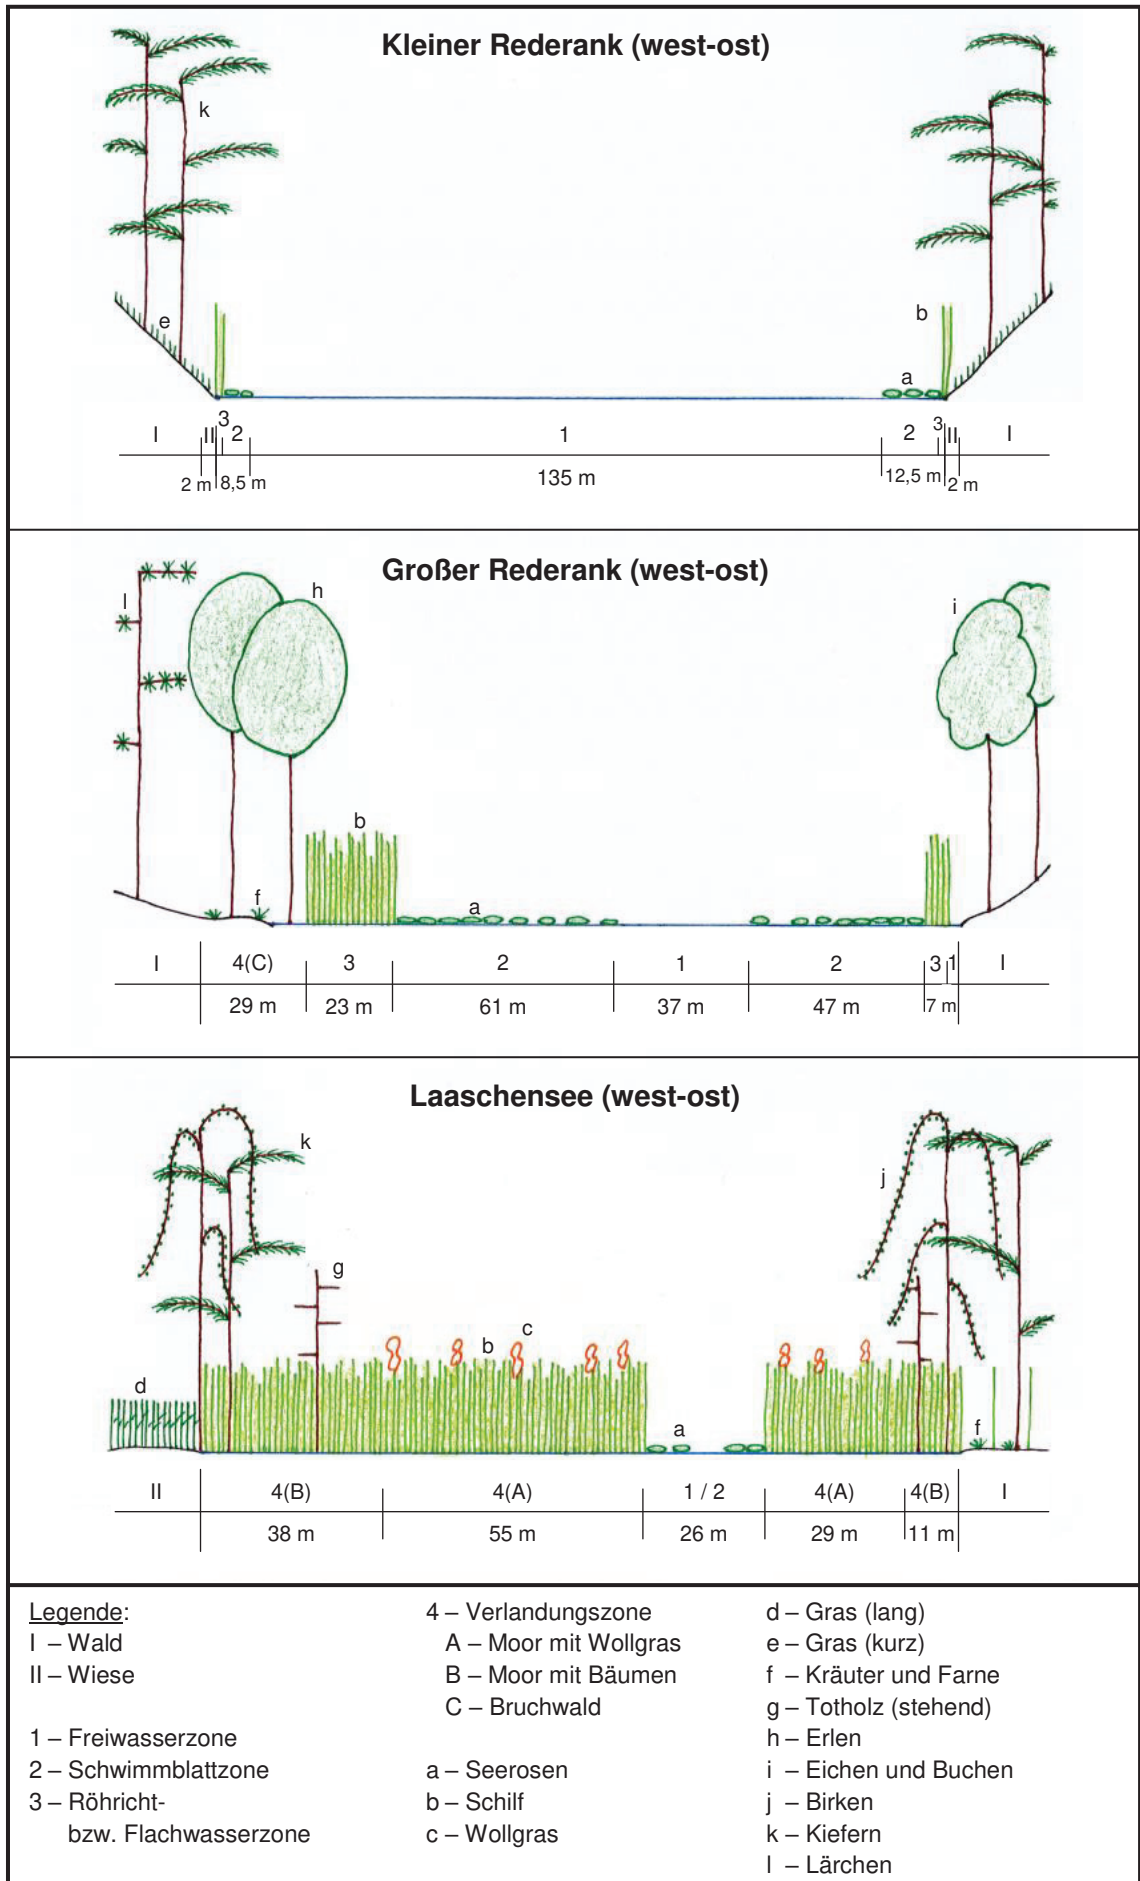 Kleiner Rederank (west-ost)
k
e
b
a
I II 3 2 1 2 3 II I
2 m 8,5 m 135 m 12,5 m 2 m
Großer Rederank (west-ost)
l
h
i
b
f
a
I 4(C) 3 2 1 2 3 1 I
29 m 23 m 61 m 37 m 47 m 7 m
Laaschensee (west-ost)
k
j
g
c
b
d
a
f
II 4(B) 4(A) 1 / 2 4(A) 4(B) I
38 m 55 m 26 m 29 m 11 m
Legende:
I – Wald
II – Wiese
1 – Freiwasserzone
2 – Schwimmblattzone
3 – Röhricht-
bzw. Flachwasserzone
4 – Verlandungszone
A – Moor mit Wollgras
B – Moor mit Bäumen
C – Bruchwald
a – Seerosen
b – Schilf
c – Wollgras
d – Gras (lang)
e – Gras (kurz)
f – Kräuter und Farne
g – Totholz (stehend)
h – Erlen
i – Eichen und Buchen
j – Birken
k – Kiefern
l – Lärchen